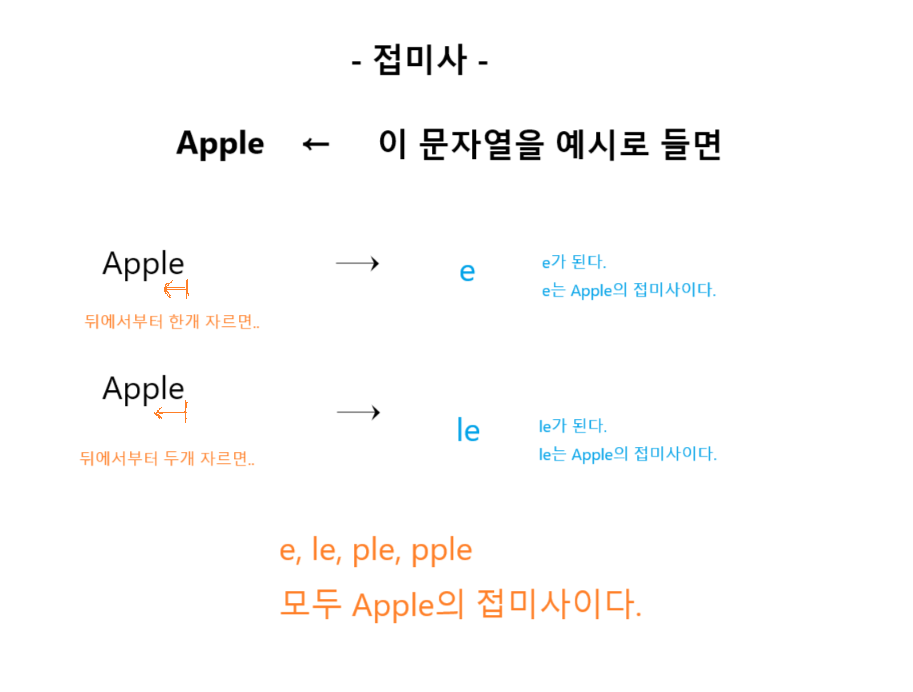 - 접미사 -
Apple ← 이 문자열을 예시로 들면
Apple → e
e가 된다.
e는 Apple의 접미사이다.
뒤에서부터 한개 자르면..
Apple → le
le가 된다.
le는 Apple의 접미사이다.
뒤에서부터 두개 자르면..
e, le, ple, pple
모두 Apple의 접미사이다.